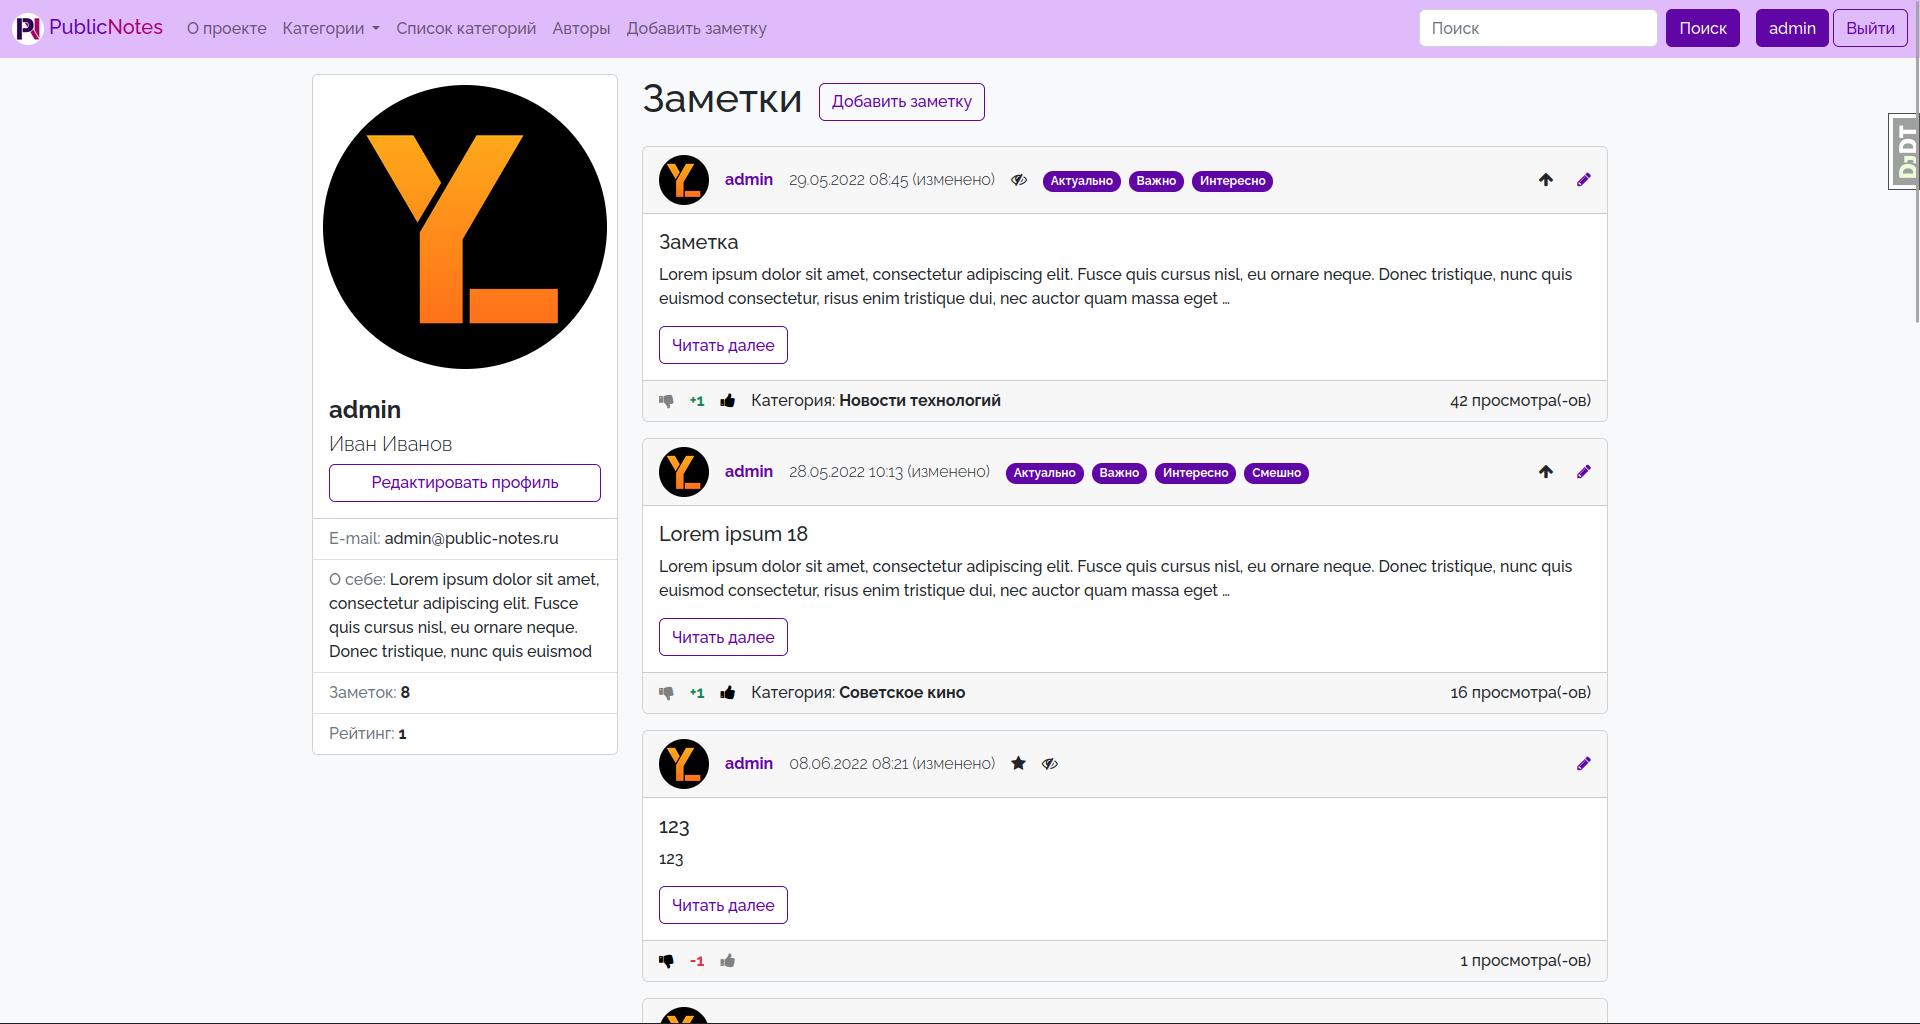 PublicNotes О проекте Категории Список категорий Авторы Добавить заметку Поиск Поиск admin Выйти
DJDT
YL
admin
Иван Иванов
Редактировать профиль
E-mail: admin@public-notes.ru
О себе: Lorem ipsum dolor sit amet,
consectetur adipiscing elit. Fusce
quis cursus nisl, eu ornare neque.
Donec tristique, nunc quis euismod
Заметок: 8
Рейтинг: 1
Заметки Добавить заметку
admin 29.05.2022 08:45 (изменено) Актуально Важно Интересно
Заметка
Lorem ipsum dolor sit amet, consectetur adipiscing elit. Fusce quis cursus nisl, eu ornare neque. Donec tristique, nunc quis
euismod consectetur, risus enim tristique dui, nec auctor quam massa eget …
Читать далее
+1 Категория: Новости технологий 42 просмотра(-ов)
admin 28.05.2022 10:13 (изменено) Актуально Важно Интересно Смешно
Lorem ipsum 18
Lorem ipsum dolor sit amet, consectetur adipiscing elit. Fusce quis cursus nisl, eu ornare neque. Donec tristique, nunc quis
euismod consectetur, risus enim tristique dui, nec auctor quam massa eget …
Читать далее
+1 Категория: Советское кино 16 просмотра(-ов)
admin 08.06.2022 08:21 (изменено)
123
123
Читать далее
-1 1 просмотра(-ов)